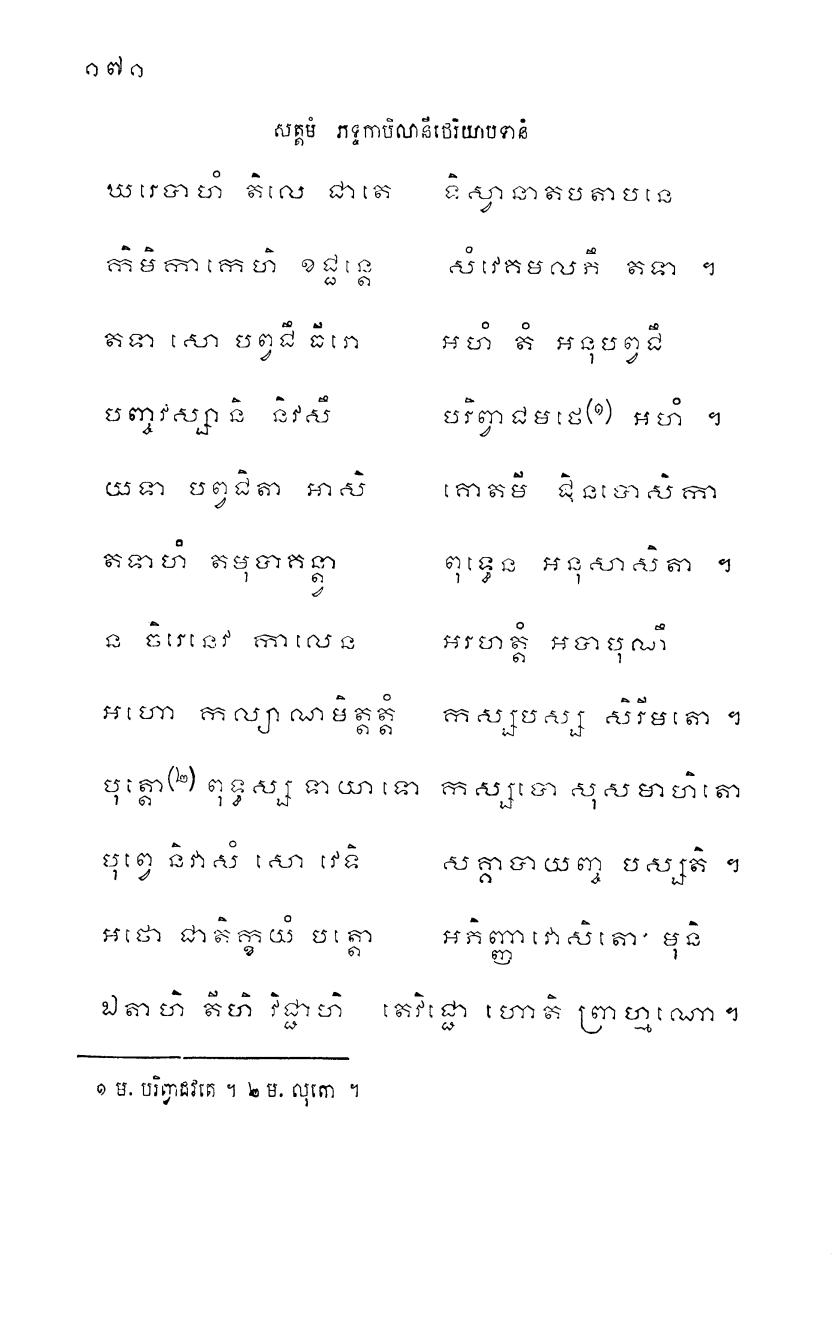 ១៧១
សត្តមំ ភទ្ទកាបិលានីថេរិយាបទានំ
ឃរេចាហំ តិលេ ជាតេ ទិស្វានាតបតាបនេ
កិមិកាកេហិ ខជ្ជន្តេ សំវេគមលភឹ តទា ។
តទា សោ បព្វជឹ ធីរោ អហំ តំ អនុបព្វជឹ
បញ្ចវស្សានិ និវសឹ បរិព្វាជមថេ(១) អហំ ។
យទា បព្វជិតា អាសិ គោតមី ជិនបោសិកា
តទាហំ តមុបាគន្ត្វា ពុទ្ធេន អនុសាសិតា ។
ន ចិរេនេវ កាលេន អរហត្តំ អបាបុណឹ
អហោ កល្យាណមិត្តត្តំ កស្សបស្ស សិរីមតោ ។
បុត្តោ(២) ពុទ្ធស្ស ទាយាទោ កស្សបោ សុសមាហិតោ
បុព្វេ និវាសំ សោ វេទិ សគ្គាបាយញ្ច បស្សតិ ។
អថោ ជាតិក្ខយំ បត្តោ អភិញ្ញាវោសិតោ មុនិ
ឯតាហិ តីហិ វិជ្ជាហិ តេវិជ្ជោ ហោតិ ព្រាហ្មណោ ។
១ ម. បរិព្វាជវតេ ។ ២ ម. លុតោ ។